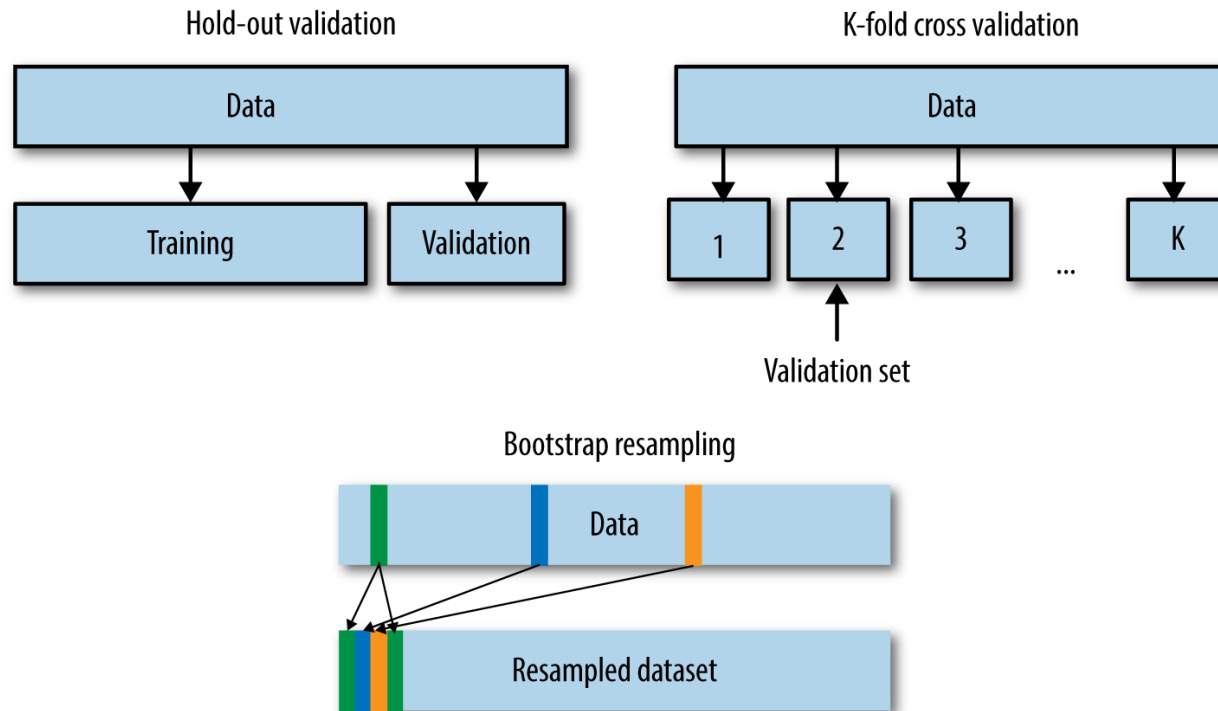 Hold-out validation
Data
Training
Validation
K-fold cross validation
Data
1
2
3
...
K
Validation set
Bootstrap resampling
Data
Resampled dataset